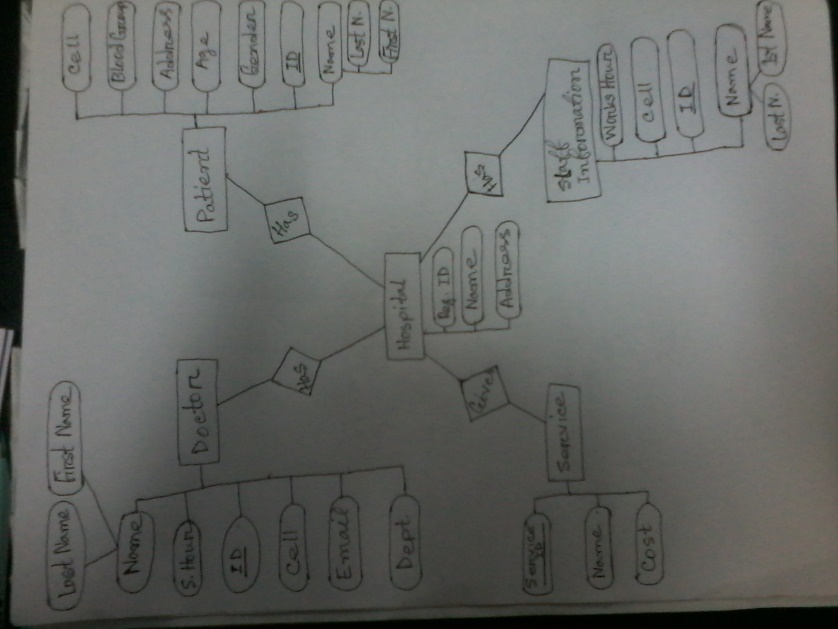 Last Name
First Name
Name
S. Hour
ID
Cell
Email
Dept
Doctor
Cell
Blood Group
Address
Age
Gender
ID
Name
Last N.
First N.
Patient
Has
Has
Hospital
Reg. ID
Name
Address
Gives
Has
Service
Service
ID
Name
Cost
Staff
Information
Works Hour
Cell
ID
Name
Last N.
1st Name